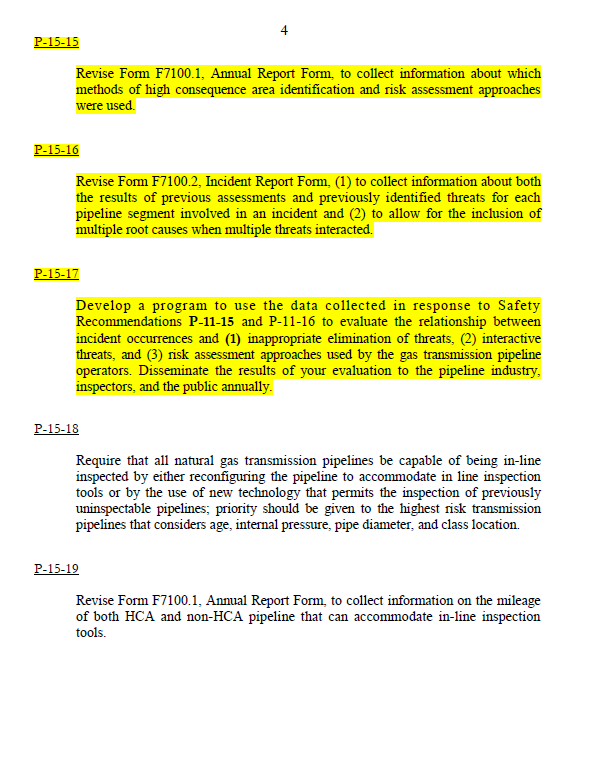 4
P-15-15
Revise Form F7100.1, Annual Report Form, to collect information about which
methods of high consequence area identification and risk assessment approaches
were used.
P-15-16
Revise Form F7100.2, Incident Report Form, (1) to collect information about both
the results of previous assessments and previously identified threats for each
pipeline segment involved in an incident and (2) to allow for the inclusion of
multiple root causes when multiple threats interacted.
P-15-17
Develop a program to use the data collected in response to Safety
Recommendations P-11-15 and P-11-16 to evaluate the relationship between
incident occurrences and (1) inappropriate elimination of threats, (2) interactive
threats, and (3) risk assessment approaches used by the gas transmission pipeline
operators. Disseminate the results of your evaluation to the pipeline industry,
inspectors, and the public annually.
P-15-18
Require that all natural gas transmission pipelines be capable of being in-line
inspected by either reconfiguring the pipeline to accommodate in line inspection
tools or by the use of new technology that permits the inspection of previously
uninspectable pipelines; priority should be given to the highest risk transmission
pipelines that considers age, internal pressure, pipe diameter, and class location.
P-15-19
Revise Form F7100.1, Annual Report Form, to collect information on the mileage
of both HCA and non-HCA pipeline that can accommodate in-line inspection
tools.